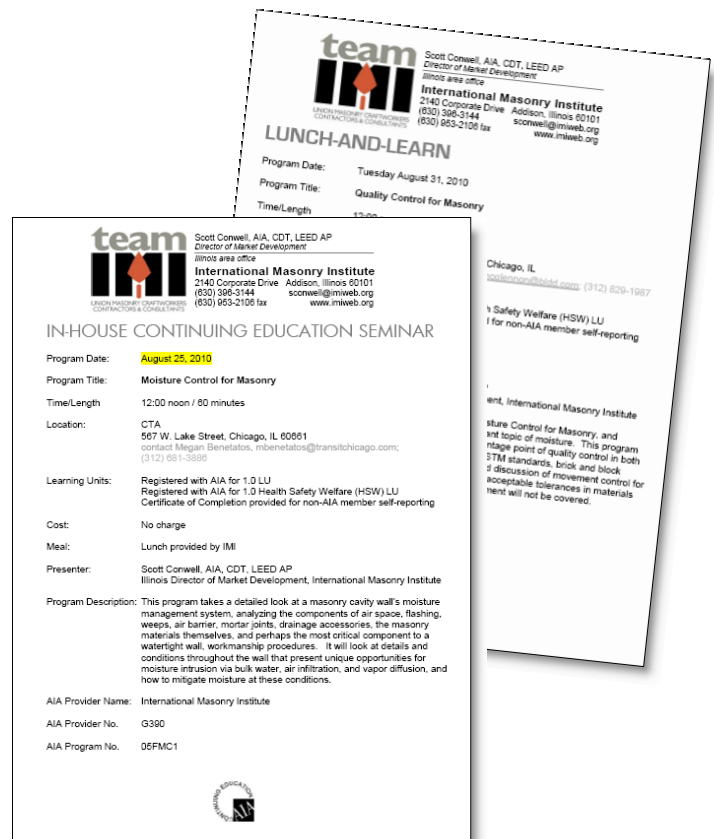 team
IMI
UNION MASONRY CRAFTWORKERS
CONTRACTORS & CONSULTANTS
Scott Conwell, AIA, CDT, LEED AP
Director of Market Development
Illinois area office
International Masonry Institute
2140 Corporate Drive Addison, Illinois 60101
(630) 396-3144 sconwell@imiweb.org
(630) 953-2106 fax www.imiweb.org
LUNCH-AND-LEARN
Program Date: Tuesday August 31, 2010
Program Title: Quality Control for Masonry
Time/Length 12:00
Chicago, IL
(312) 829-1987
Safety Welfare (HSW) LU
for non-AIA member self-reporting
International Masonry Institute
Moisture Control for Masonry, and
topic of moisture. This program
point of quality control in both
standards, brick and block
discussion of movement control for
acceptable tolerances in materials
will not be covered.
team
IMI
UNION MASONRY CRAFTWORKERS
CONTRACTORS & CONSULTANTS
Scott Conwell, AIA, CDT, LEED AP
Director of Market Development
Illinois area office
International Masonry Institute
2140 Corporate Drive Addison, Illinois 60101
(630) 396-3144 sconwell@imiweb.org
(630) 953-2106 fax www.imiweb.org
IN-HOUSE CONTINUING EDUCATION SEMINAR
Program Date: August 25, 2010
Program Title: Moisture Control for Masonry
Time/Length 12:00 noon / 60 minutes
Location: CTA
567 W. Lake Street, Chicago, IL 60661
contact Megan Benetatos, mbenetatos@transitchicago.com;
(312) 681-3886
Learning Units: Registered with AIA for 1.0 LU
Registered with AIA for 1.0 Health Safety Welfare (HSW) LU
Certificate of Completion provided for non-AIA member self-reporting
Cost: No charge
Meal: Lunch provided by IMI
Presenter: Scott Conwell, AIA, CDT, LEED AP
Illinois Director of Market Development, International Masonry Institute
Program Description: This program takes a detailed look at a masonry cavity wall's moisture
management system, analyzing the components of air space, flashing,
weeps, air barrier, mortar joints, drainage accessories, the masonry
materials themselves, and perhaps the most critical component to a
watertight wall, workmanship procedures. It will look at details and
conditions throughout the wall that present unique opportunities for
moisture intrusion via bulk water, air infiltration, and vapor diffusion, and
how to mitigate moisture at these conditions.
AIA Provider Name: International Masonry Institute
AIA Provider No. G390
AIA Program No. 05FMC1
CONTINUING EDUCATION
AIA